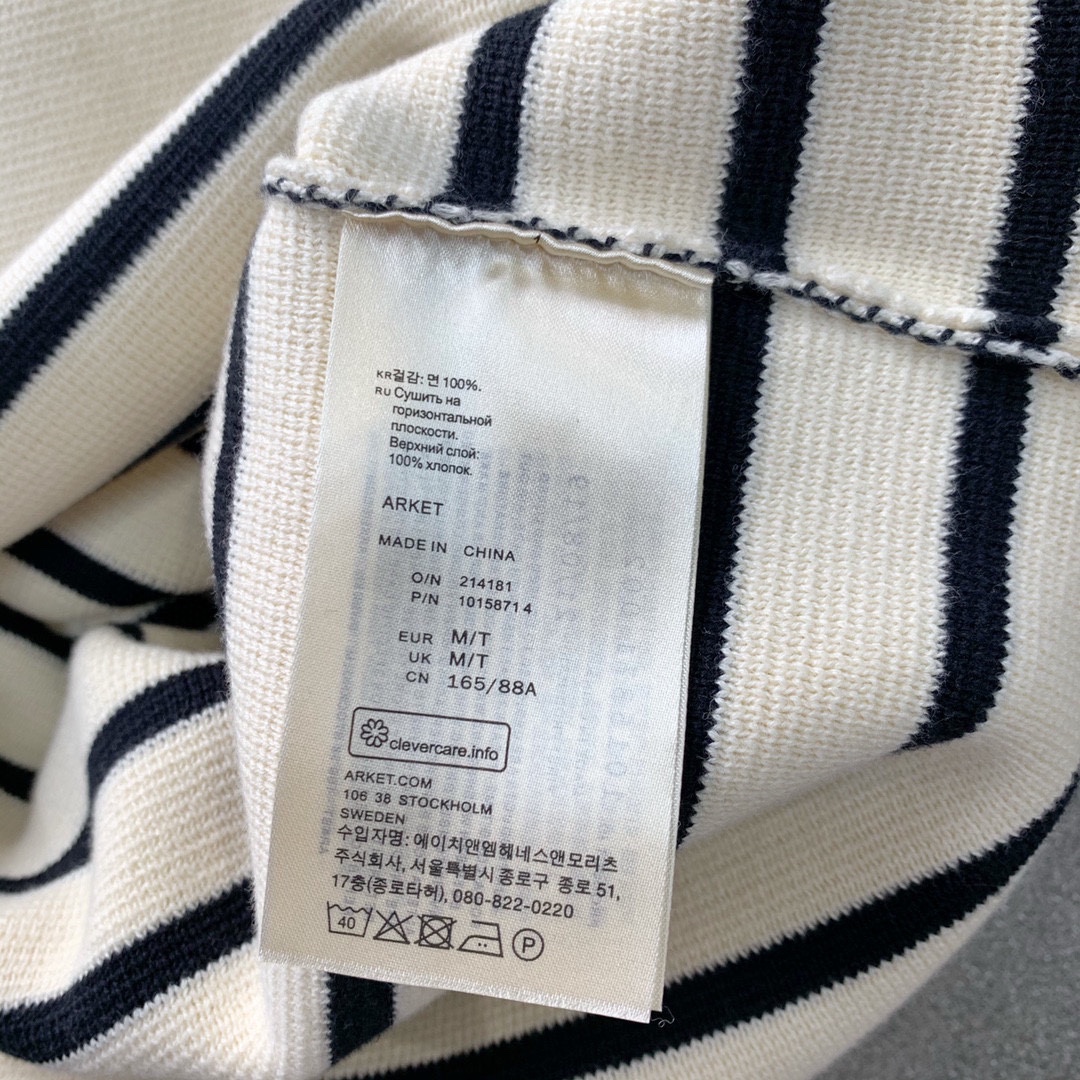 KR걸감: 면 100%.
RU Сушить на
горизонтальной
плоскости.
Верхний слой:
100% хлопок.
ARKET
MADE IN CHINA
O/N 214181
P/N 10158714
EUR M/T
UK M/T
CN 165/88A
clevercare.info
ARKET.COM
106 38 STOCKHOLM
SWEDEN
수입자명: 에이치앤엠헤네스앤모리츠
주식회사, 서울특별시 종로구 종로 51,
17층(종로타허), 080-822-0220
40 P